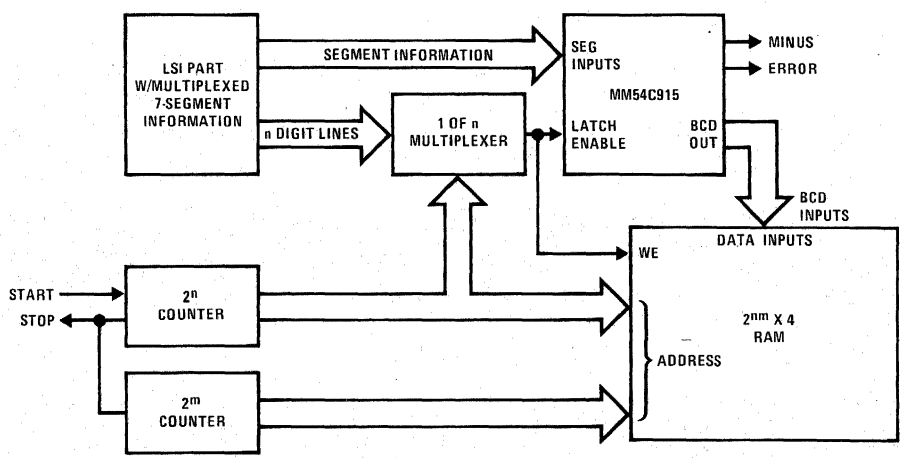 LSI PART
W/MULTIPLEXED
7-SEGMENT
INFORMATION
SEGMENT INFORMATION
n DIGIT LINES
1 OF n
MULTIPLEXER
SEG
INPUTS
MM54C915
LATCH
ENABLE
BCD
OUT
MINUS
ERROR
BCD
INPUTS
DATA INPUTS
WE
2nm X 4
RAM
ADDRESS
START
STOP
2n
COUNTER
2m
COUNTER